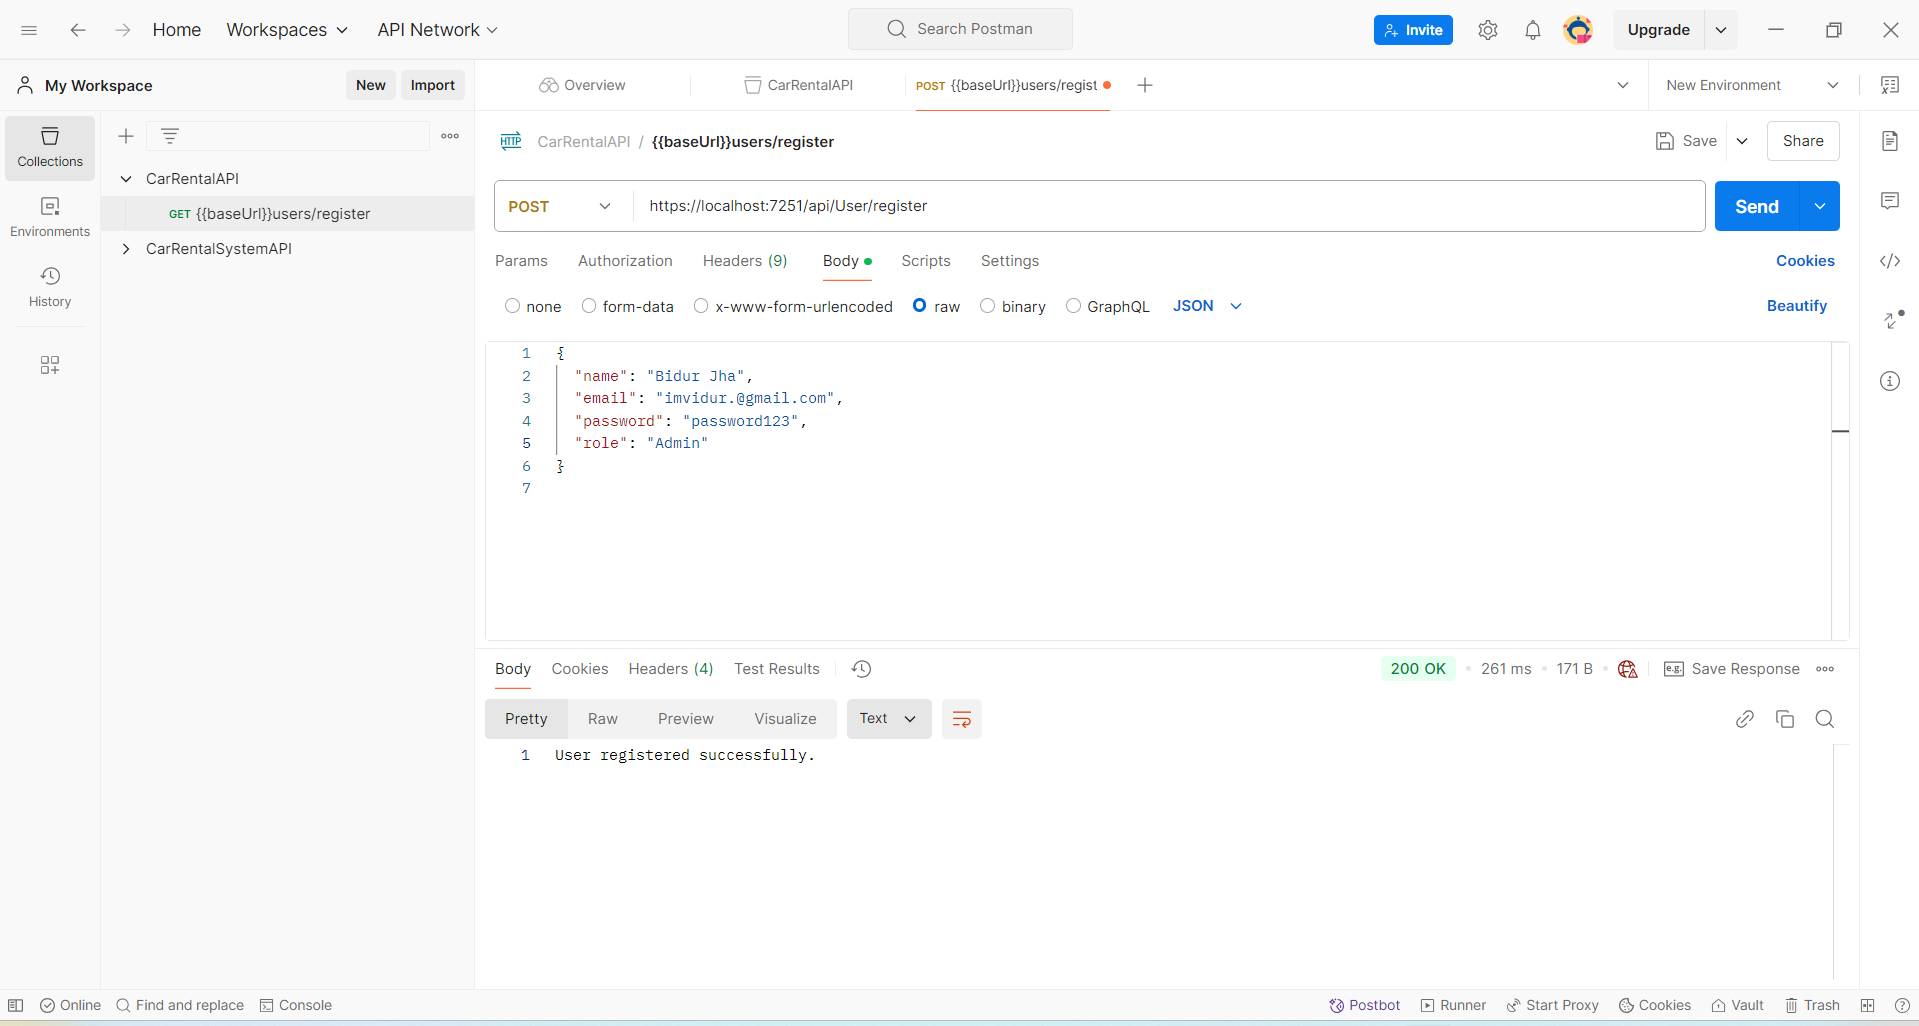 Home Workspaces API Network Search Postman Invite Upgrade
My Workspace New Import Overview CarRentalAPI POST {{baseUrl}}users/regist New Environment
Collections
Environments
History
CarRentalAPI
GET {{baseUrl}}users/register
CarRentalSystemAPI
HTTP CarRentalAPI / {{baseUrl}}users/register Save Share
POST https://localhost:7251/api/User/register Send
Params Authorization Headers (9) Body Scripts Settings Cookies
none form-data x-www-form-urlencoded raw binary GraphQL JSON Beautify
1 {
2 "name": "Bidur Jha",
3 "email": "imvidur.@gmail.com",
4 "password": "password123",
5 "role": "Admin"
6 }
7
Body Cookies Headers (4) Test Results 200 OK 261 ms 171 B e.g. Save Response
Pretty Raw Preview Visualize Text
1 User registered successfully.
Online Find and replace Console Postbot Runner Start Proxy Cookies Vault Trash